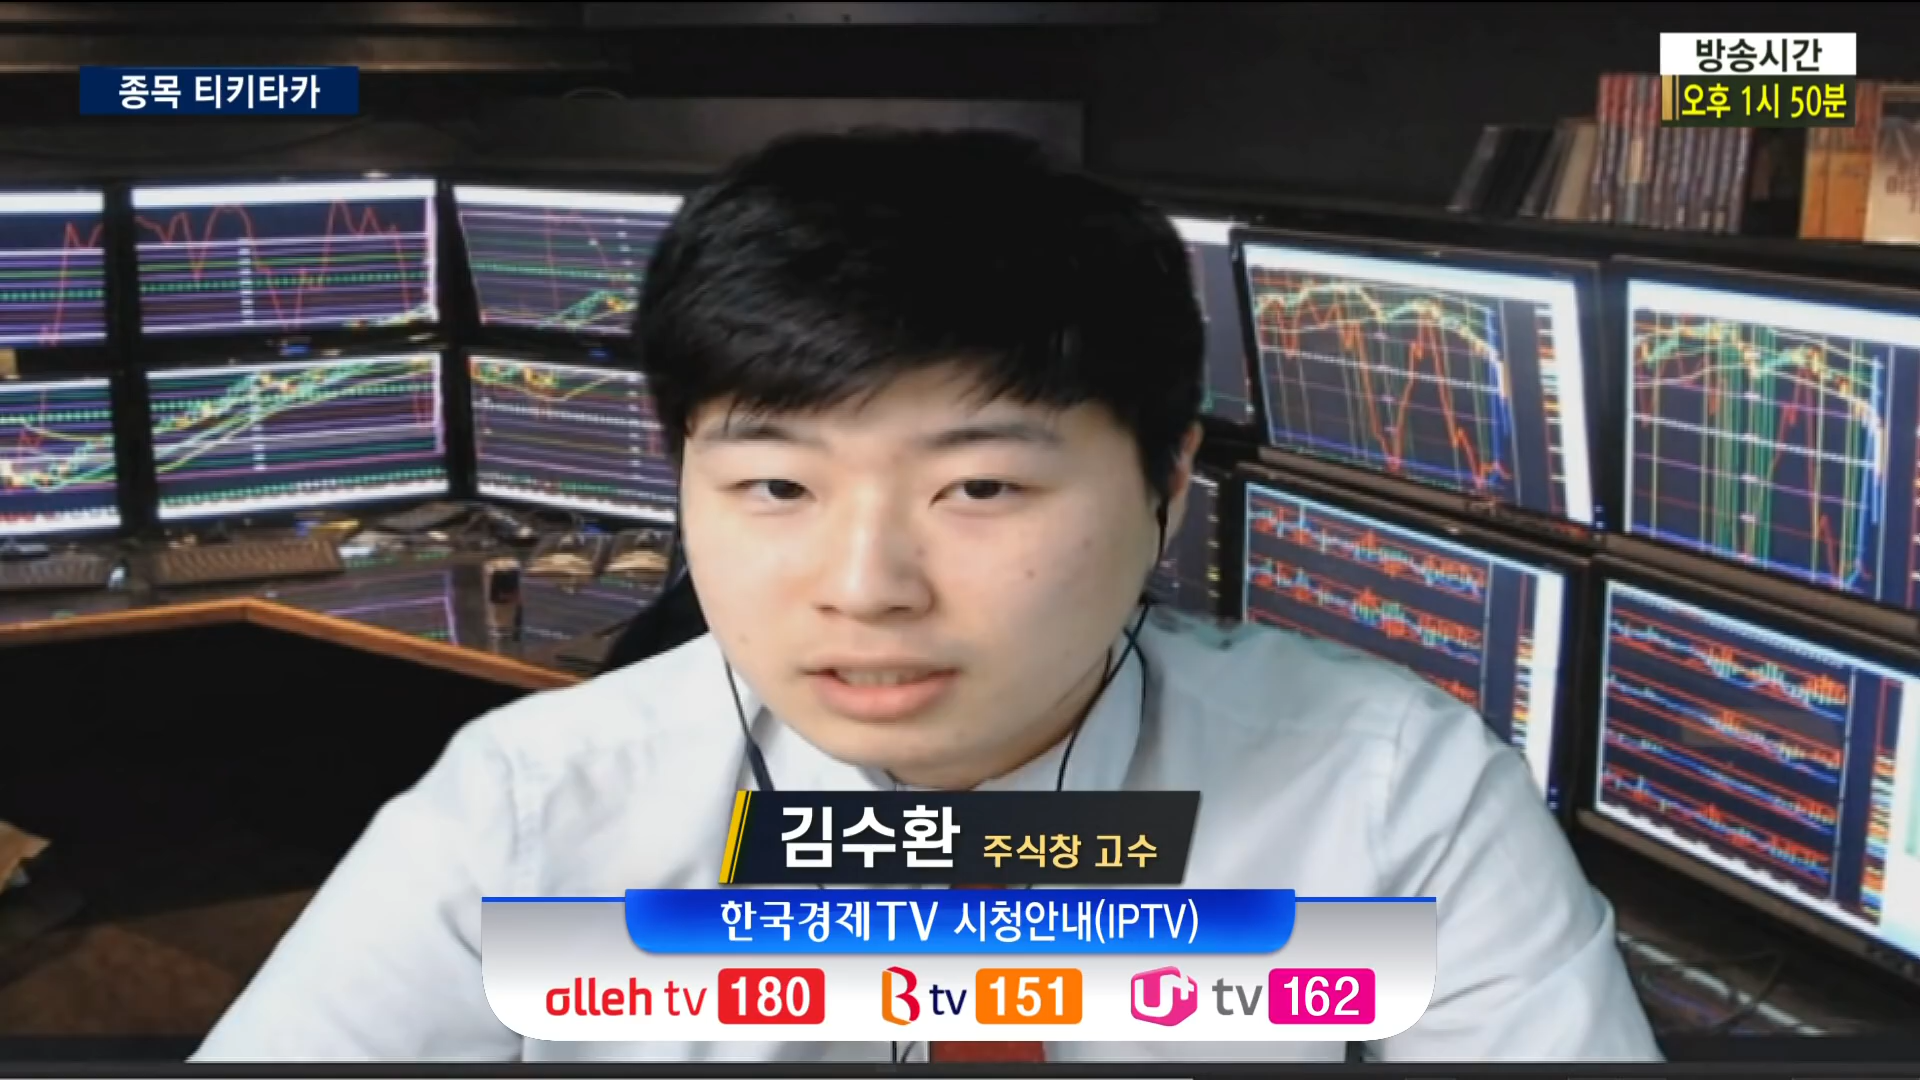 종목 티키타카
방송시간
오후 1시 50분
김수환 주식창 고수
한국경제TV 시청안내(IPTV)
olleh tv 180 B tv 151 U+ tv 162